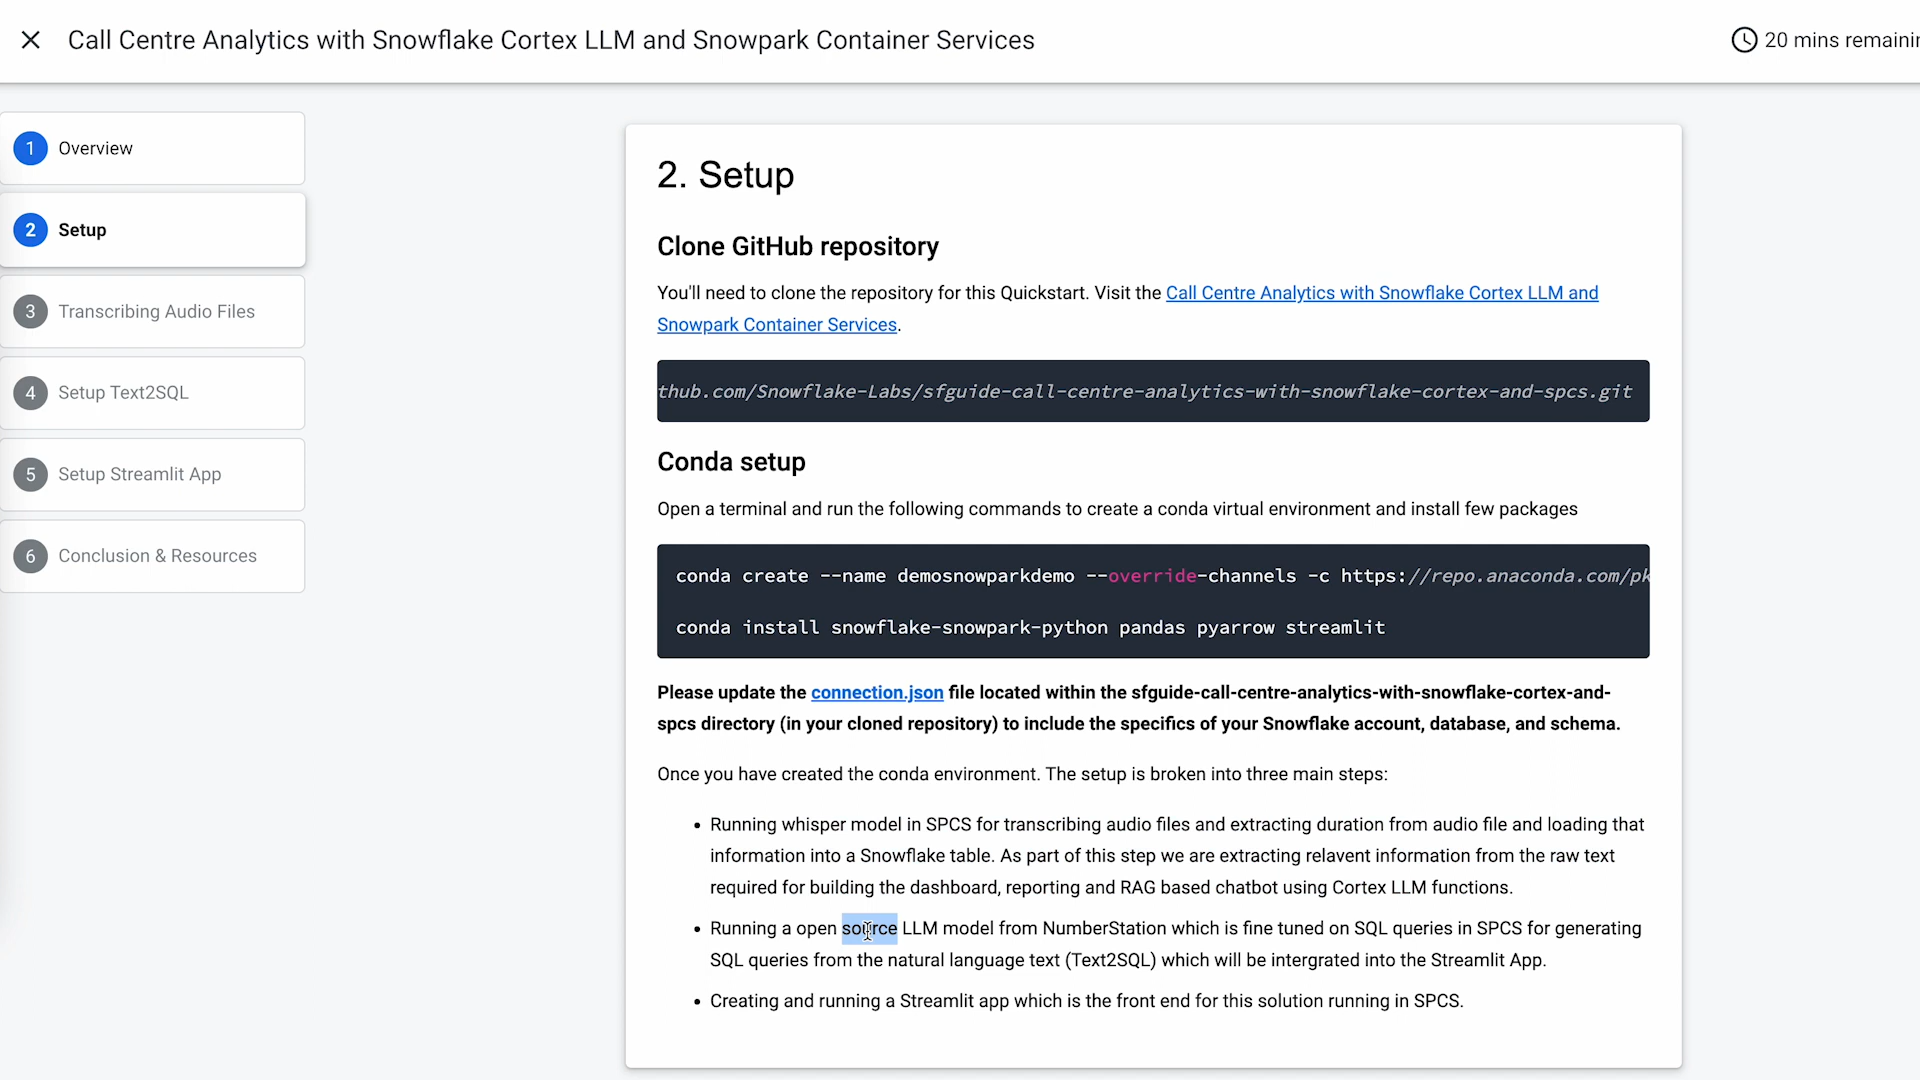 Call Centre Analytics with Snowflake Cortex LLM and Snowpark Container Services
20 mins remainin
1 Overview
2 Setup
3 Transcribing Audio Files
4 Setup Text2SQL
5 Setup Streamlit App
6 Conclusion & Resources
2. Setup
Clone GitHub repository
You'll need to clone the repository for this Quickstart. Visit the Call Centre Analytics with Snowflake Cortex LLM and
Snowpark Container Services.
thub.com/Snowflake-Labs/sfguide-call-centre-analytics-with-snowflake-cortex-and-spcs.git
Conda setup
Open a terminal and run the following commands to create a conda virtual environment and install few packages
conda create --name demosnowparkdemo --override-channels -c https://repo.anaconda.com/pk
conda install snowflake-snowpark-python pandas pyarrow streamlit
Please update the connection.json file located within the sfguide-call-centre-analytics-with-snowflake-cortex-and-
spcs directory (in your cloned repository) to include the specifics of your Snowflake account, database, and schema.
Once you have created the conda environment. The setup is broken into three main steps:
• Running whisper model in SPCS for transcribing audio files and extracting duration from audio file and loading that
information into a Snowflake table. As part of this step we are extracting relavent information from the raw text
required for building the dashboard, reporting and RAG based chatbot using Cortex LLM functions.
• Running a open source LLM model from NumberStation which is fine tuned on SQL queries in SPCS for generating
SQL queries from the natural language text (Text2SQL) which will be intergrated into the Streamlit App.
• Creating and running a Streamlit app which is the front end for this solution running in SPCS.